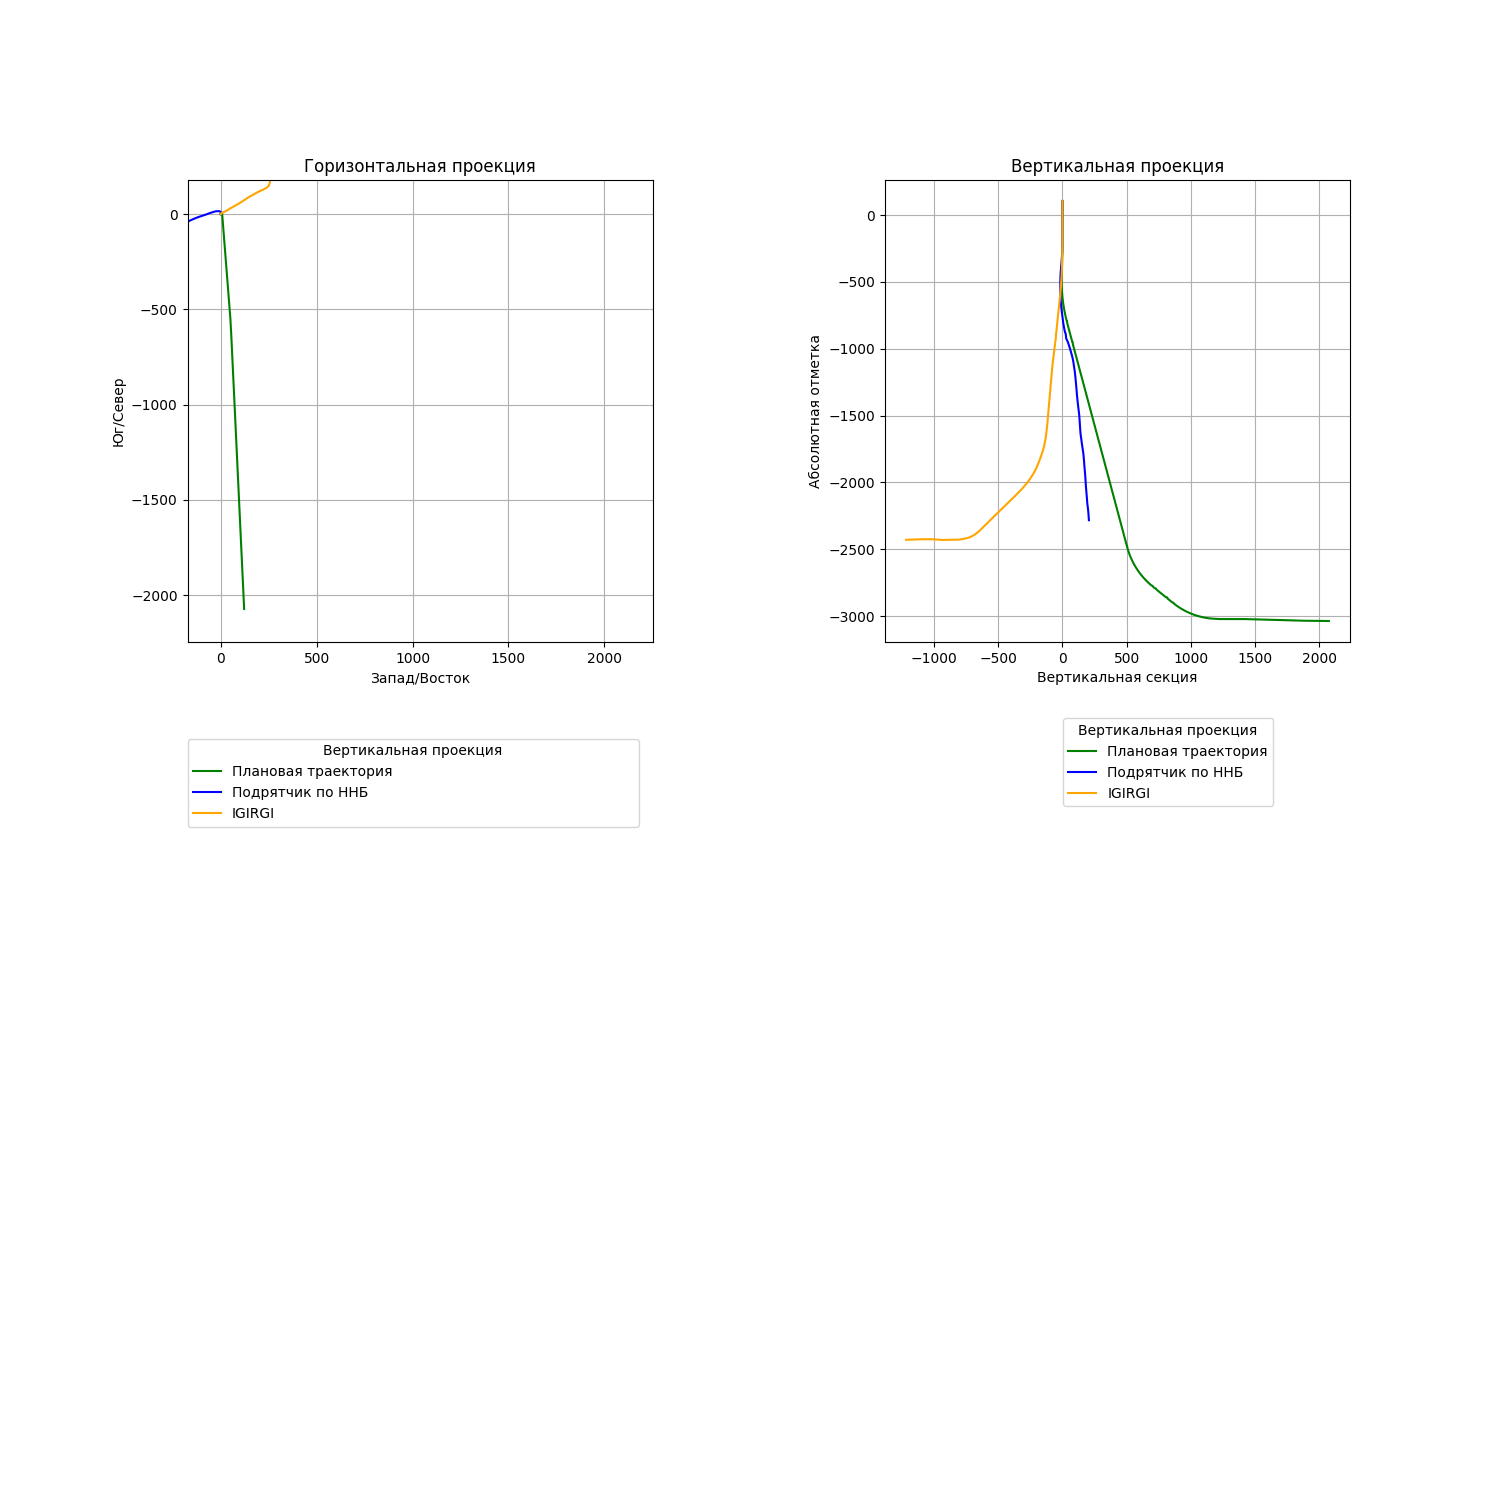 Горизонтальная проекция
0
−500
−1000
−1500
−2000
Юг/Север
0
500
1000
1500
2000
Запад/Восток
Вертикальная проекция
Плановая траектория
Подрятчик по ННБ
IGIRGI
Вертикальная проекция
0
−500
−1000
−1500
−2000
−2500
−3000
Абсолютная отметка
−1000
−500
0
500
1000
1500
2000
Вертикальная секция
Вертикальная проекция
Плановая траектория
Подрятчик по ННБ
IGIRGI